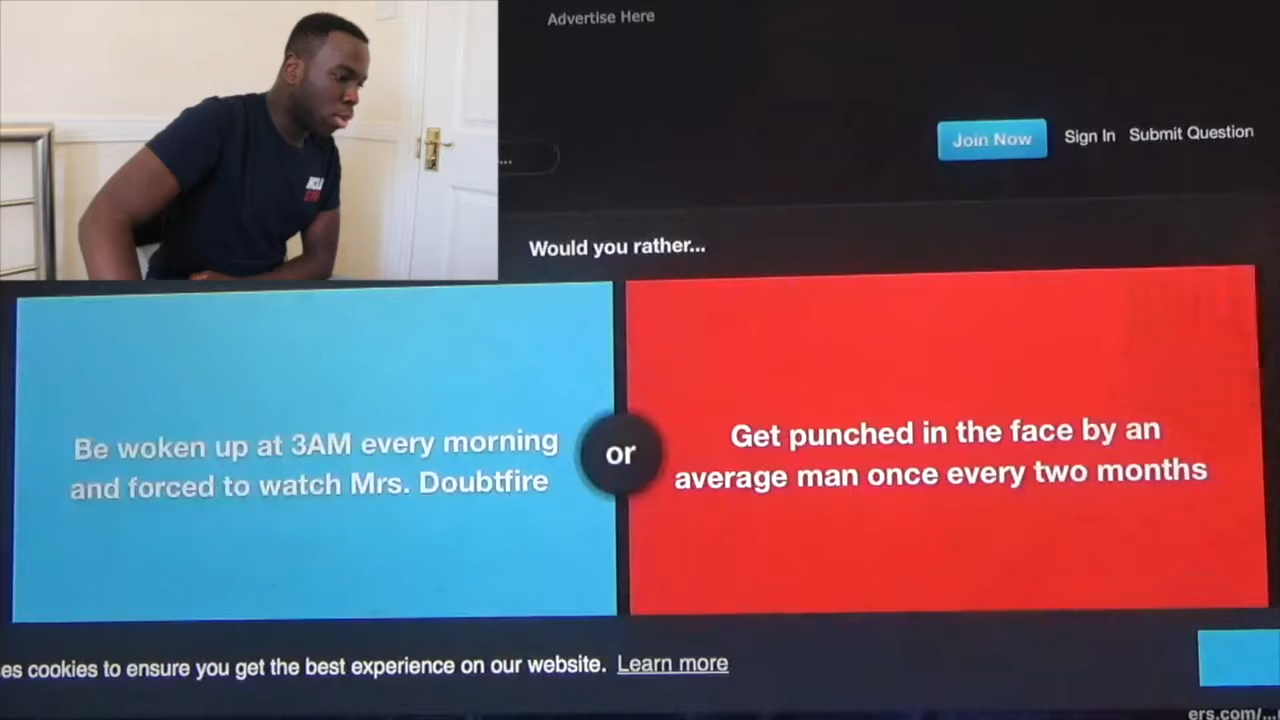 Advertise Here
...
Join Now
Sign In
Submit Question
Would you rather...
Be woken up at 3AM every morning
and forced to watch Mrs. Doubtfire
or
Get punched in the face by an
average man once every two months
es cookies to ensure you get the best experience on our website. Learn more
ers.com/...